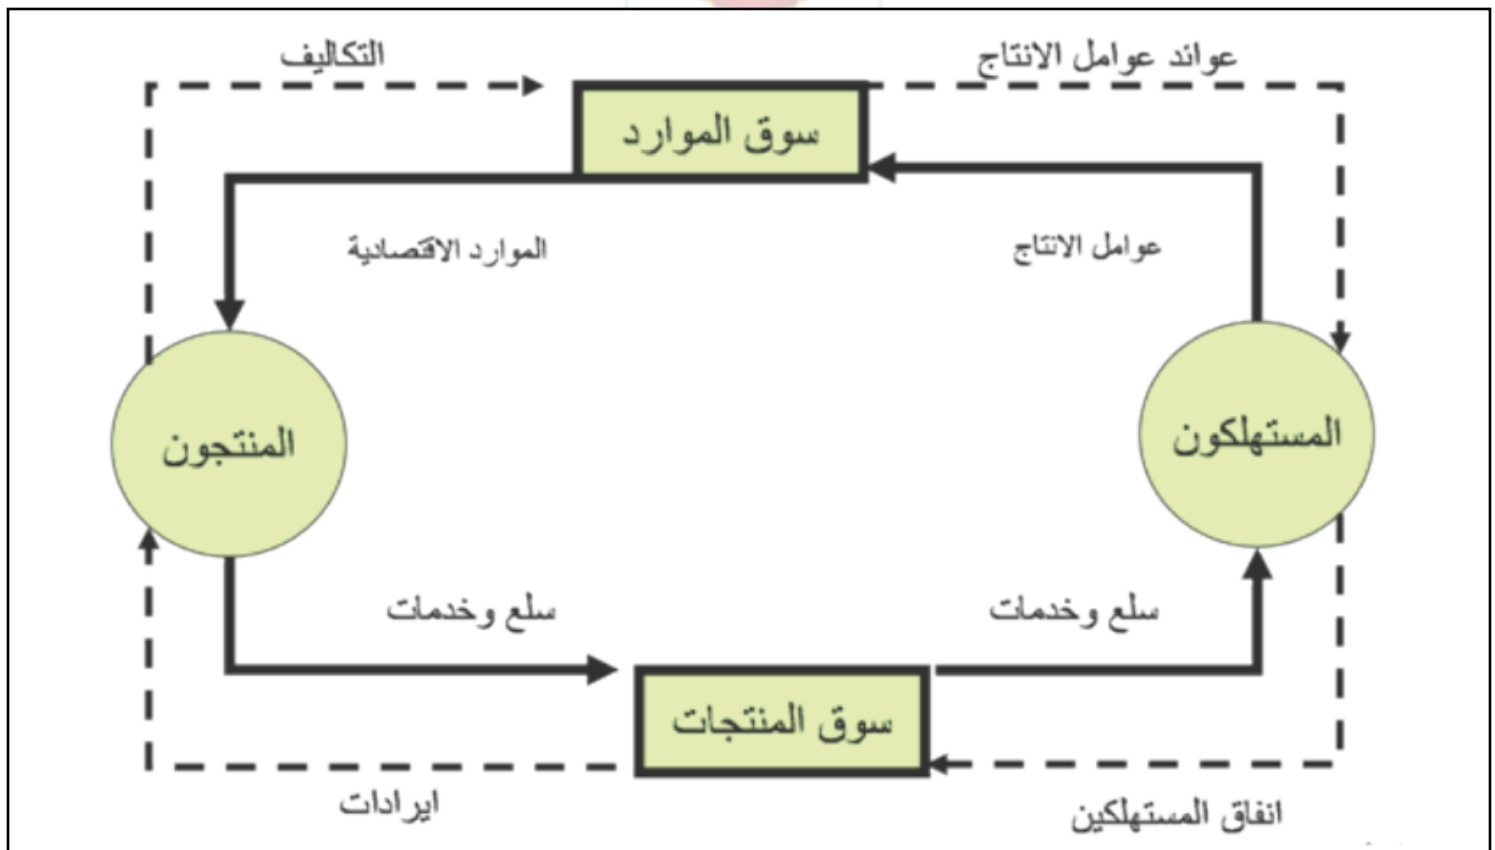 عوائد عوامل الانتاج
التكاليف
سوق الموارد
عوامل الانتاج
الموارد الاقتصادية
المستهلكون
المنتجون
سلع وخدمات
سلع وخدمات
سوق المنتجات
انفاق المستهلكين
ايرادات